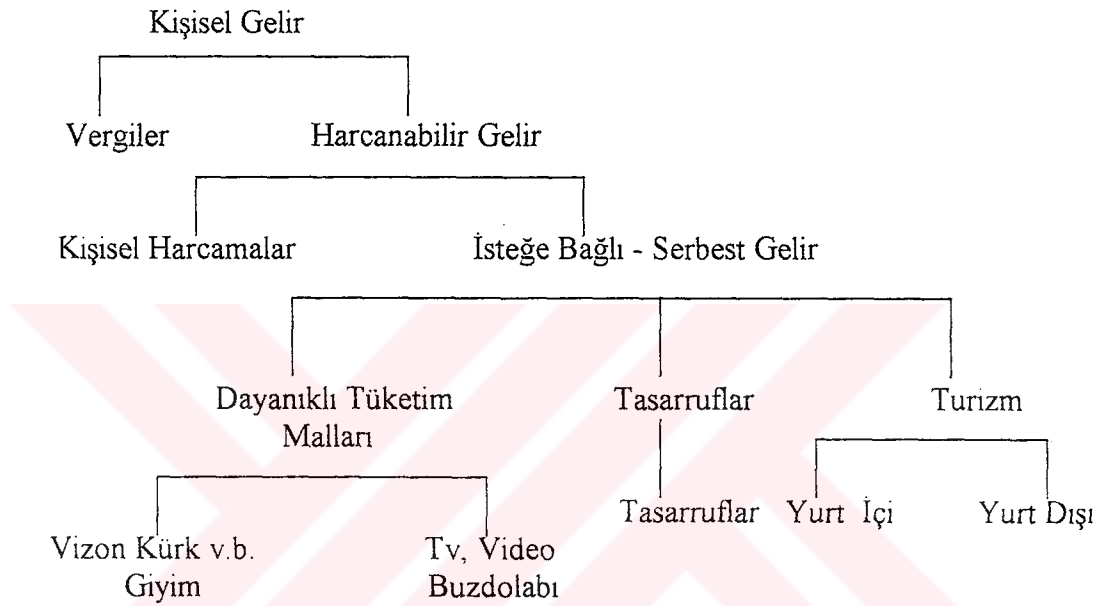 Kişisel Gelir
Vergiler Harcanabilir Gelir
Kişisel Harcamalar İsteğe Bağlı - Serbest Gelir
Dayanıklı Tüketim Tasarruflar Turizm
Malları
Tasarruflar Yurt İçi Yurt Dışı
Vizon Kürk v.b. Tv, Video
Giyim Buzdolabı